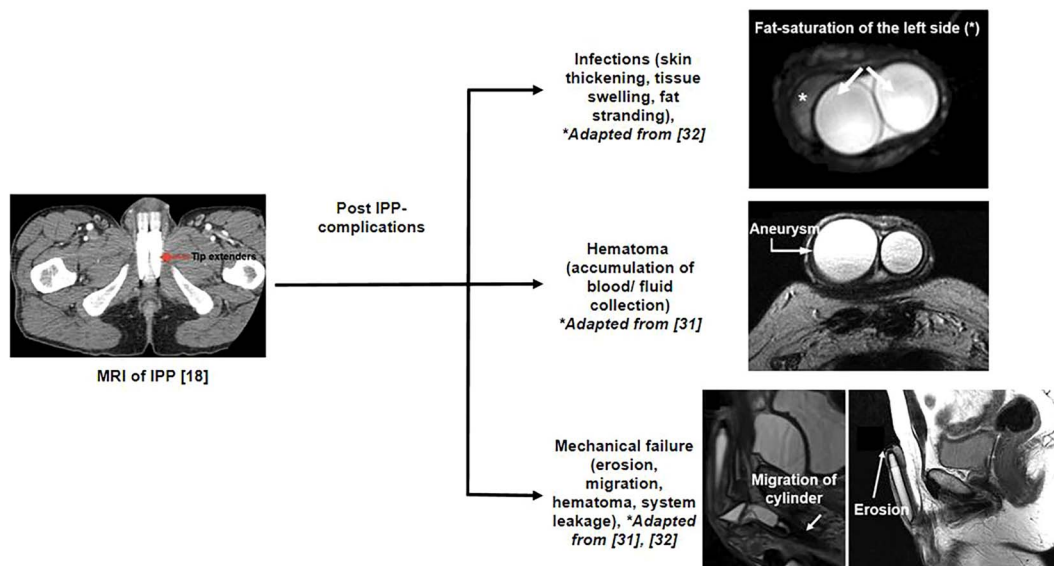 Fat-saturation of the left side (*)
Infections (skin
thickening, tissue
swelling, fat
stranding),
*Adapted from [32]
*
Tip extenders
MRI of IPP [18]
Post IPP-
complications
Aneurysm
Hematoma
(accumulation of
blood/ fluid
collection)
*Adapted from [31]
Mechanical failure
(erosion,
migration,
hematoma, system
leakage), *Adapted
from [31], [32]
Migration of
cylinder
Erosion